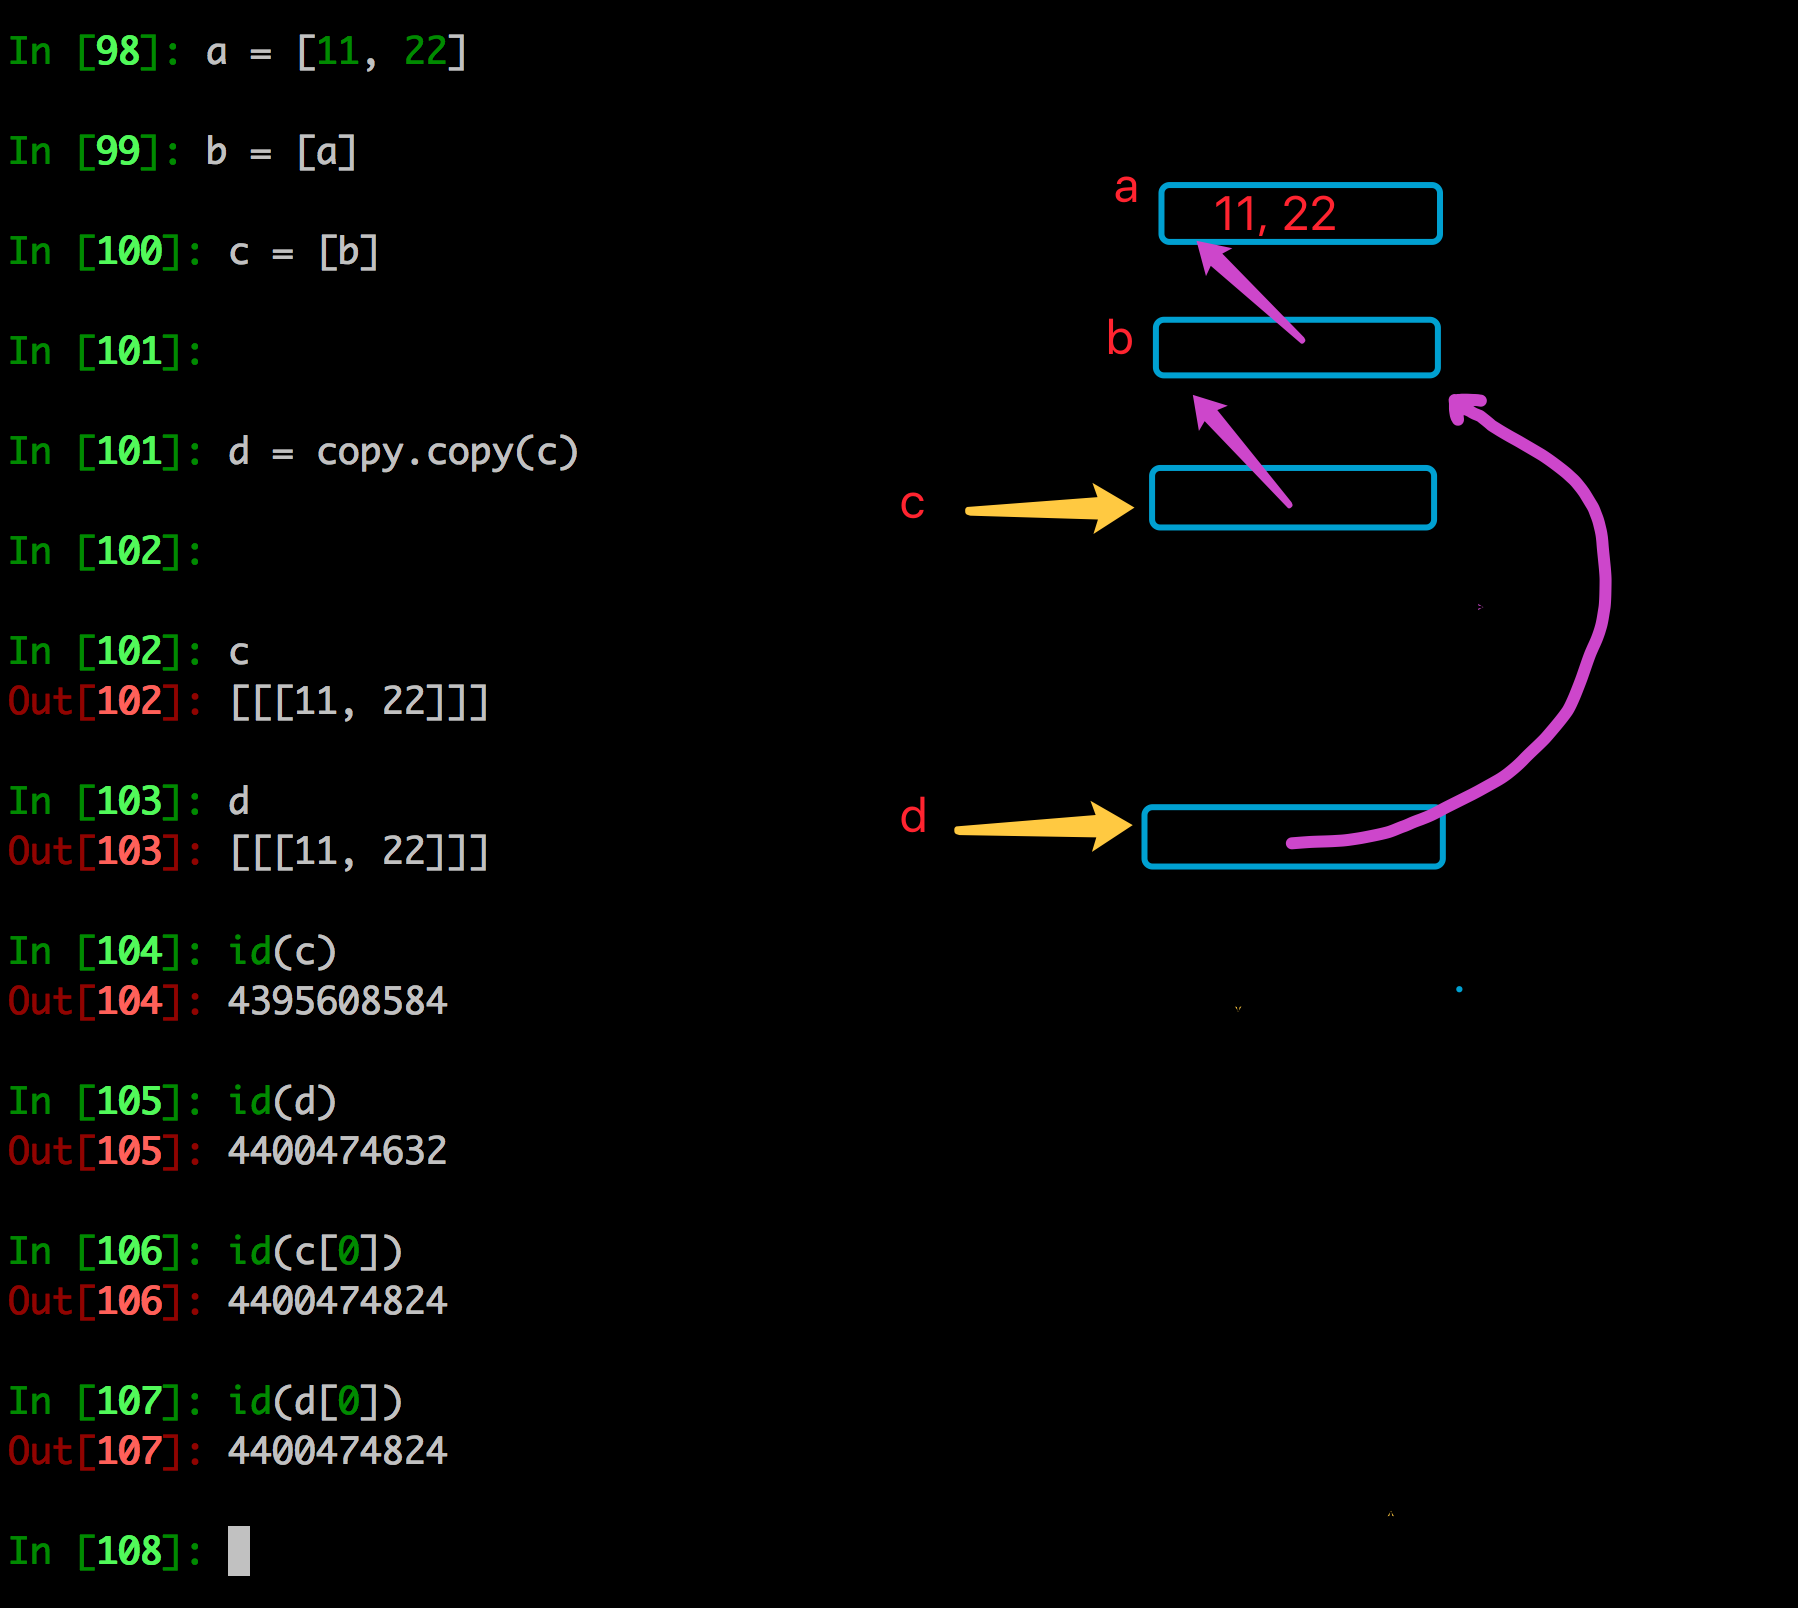 In [98]: a = [11, 22]
In [99]: b = [a]
In [100]: c = [b]
In [101]:
In [101]: d = copy.copy(c)
In [102]:
In [102]: c
Out[102]: [[[11, 22]]]
In [103]: d
Out[103]: [[[11, 22]]]
In [104]: id(c)
Out[104]: 4395608584
In [105]: id(d)
Out[105]: 4400474632
In [106]: id(c[0])
Out[106]: 4400474824
In [107]: id(d[0])
Out[107]: 4400474824
In [108]:
a
11, 22
b
c
d